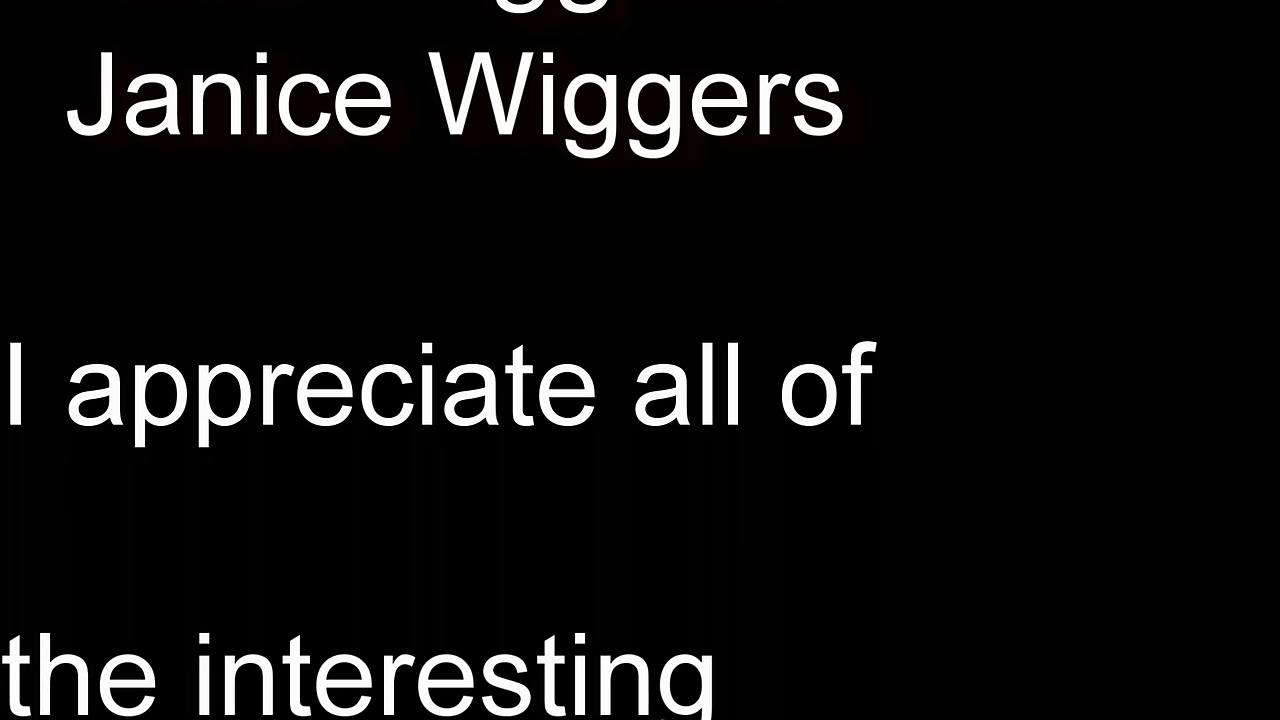 Janice Wiggers
I appreciate all of
the interesting